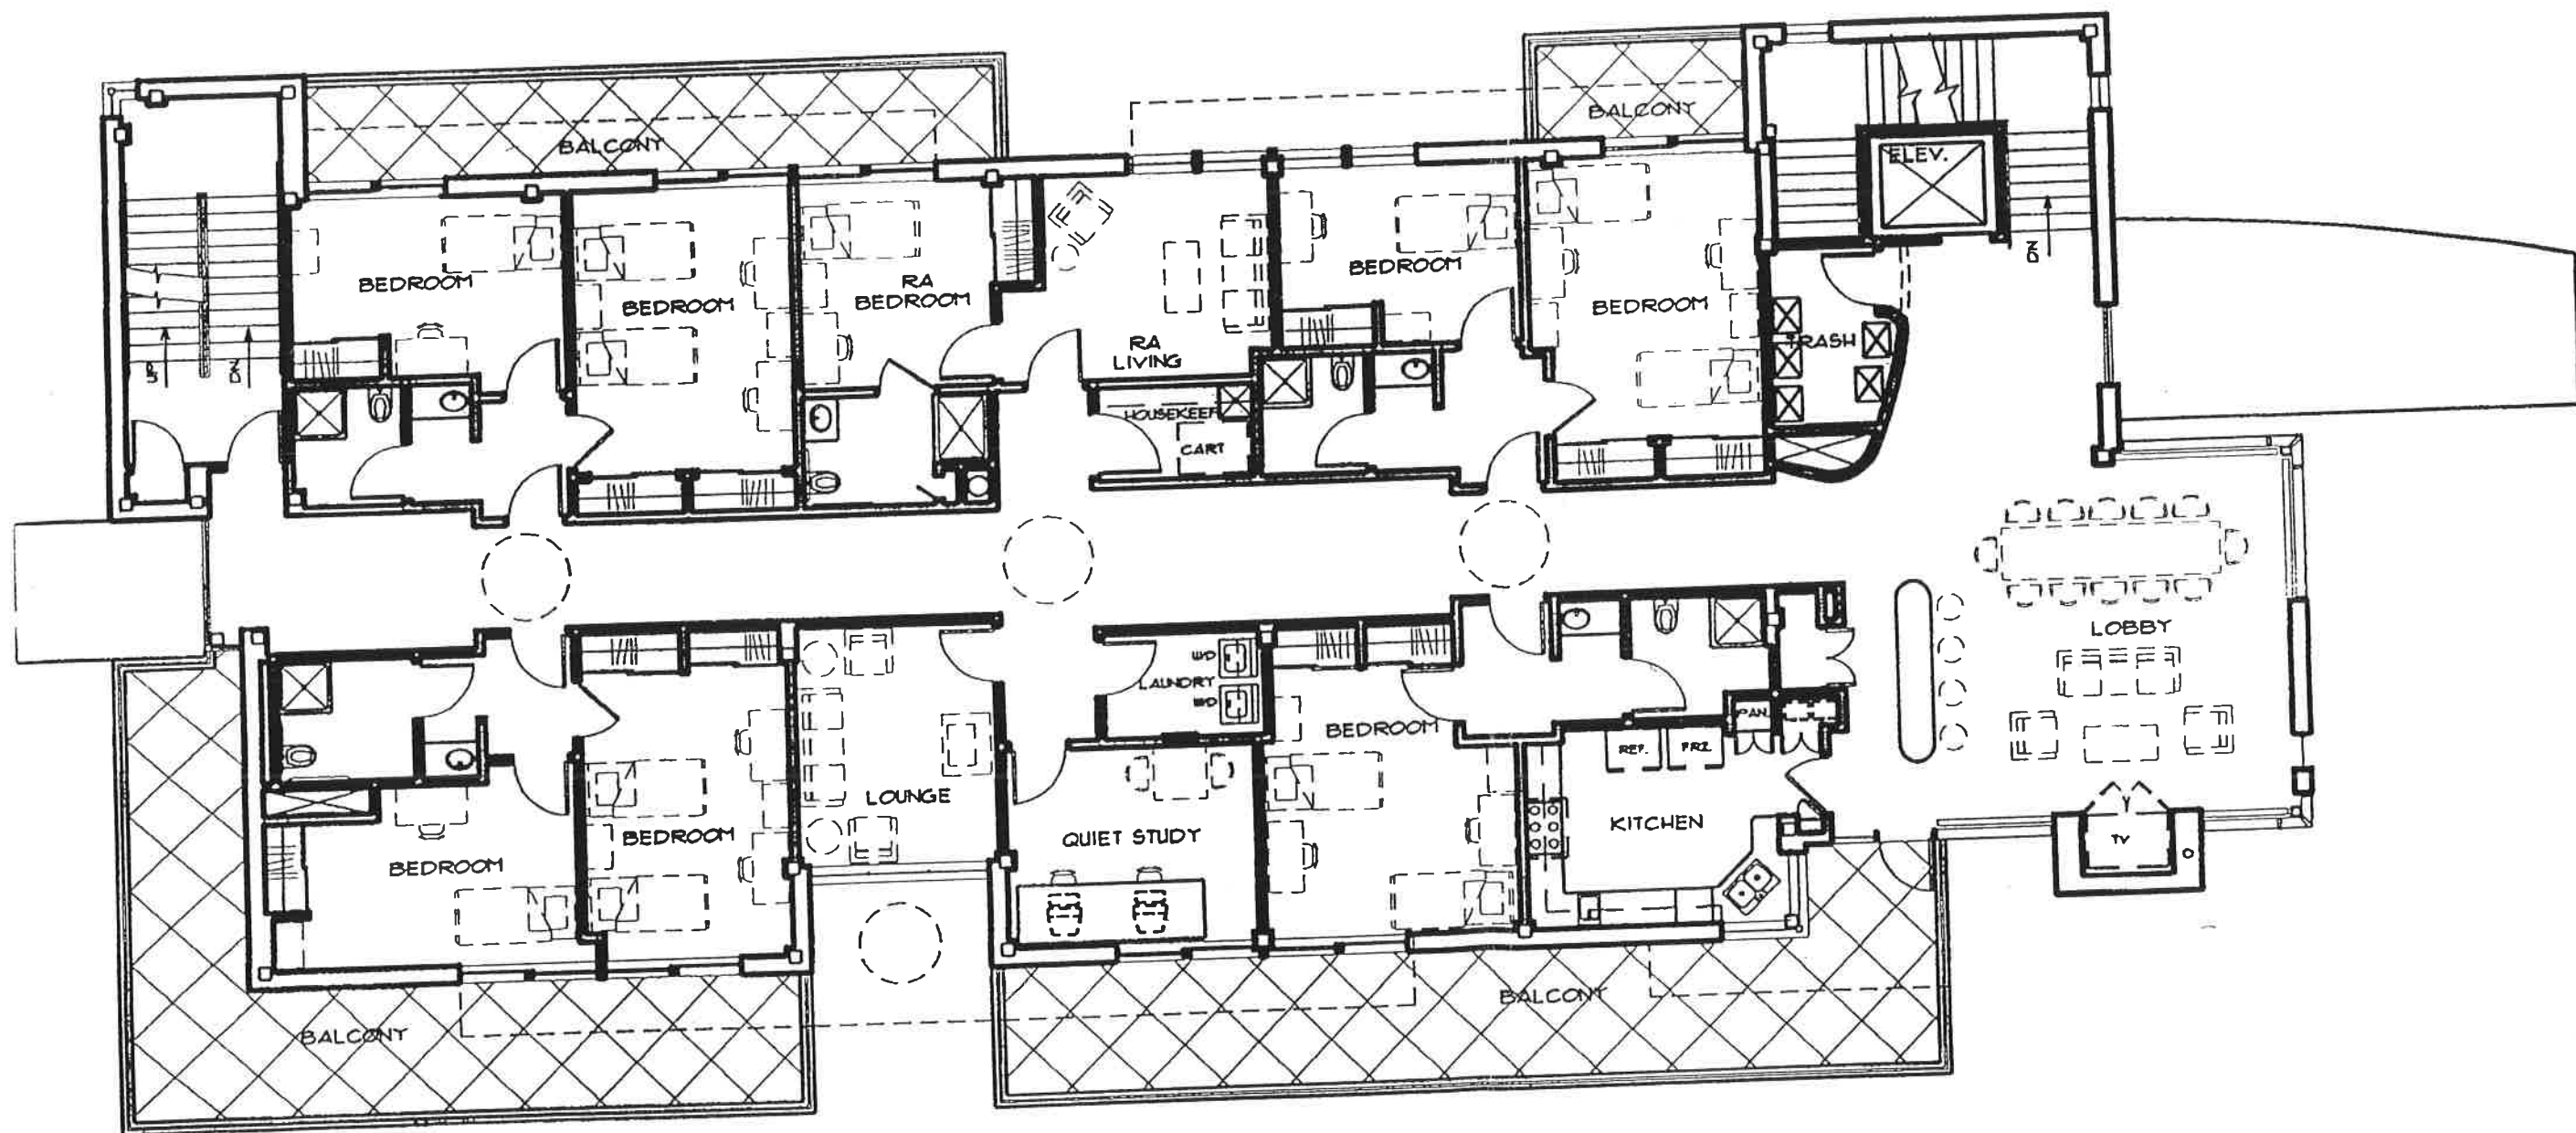 BALCONY
BALCONY
ELEV.
DN
BEDROOM
BEDROOM
RA
BEDROOM
RA
LIVING
BEDROOM
BEDROOM
TRASH
UP
DN
HOUSEKEEP
CART
LOBBY
W/D
LAUNDRY
W/D
BEDROOM
PAN.
REF.
FRZ.
LOUNGE
QUIET STUDY
KITCHEN
TV
BEDROOM
BEDROOM
BALCONY
BALCONY